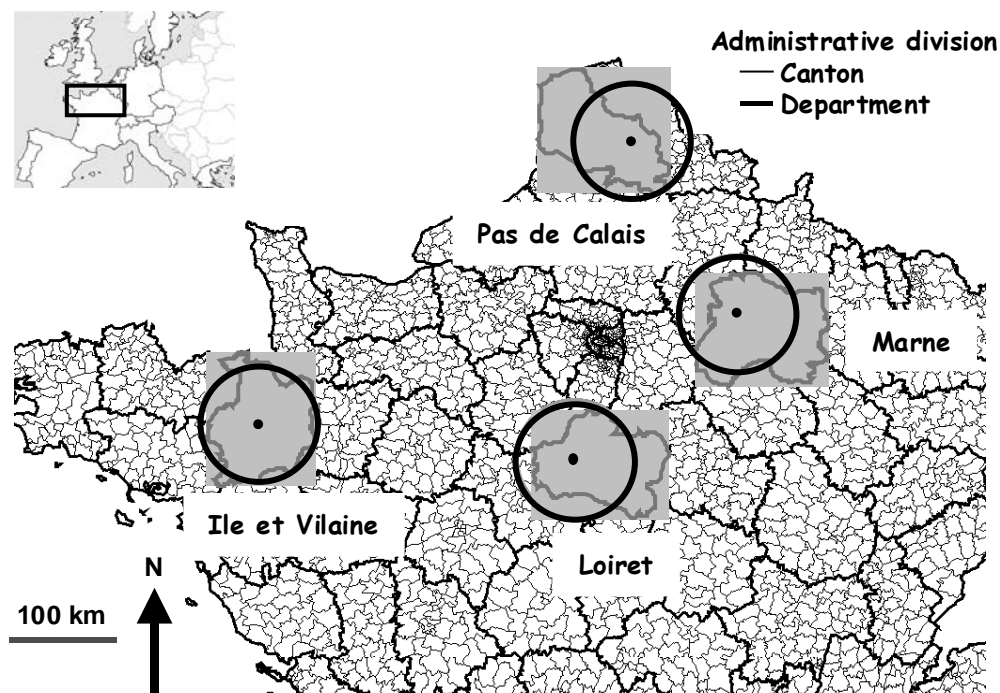 Administrative division
Canton
Department
Pas de Calais
Marne
Ile et Vilaine
Loiret
N
100 km